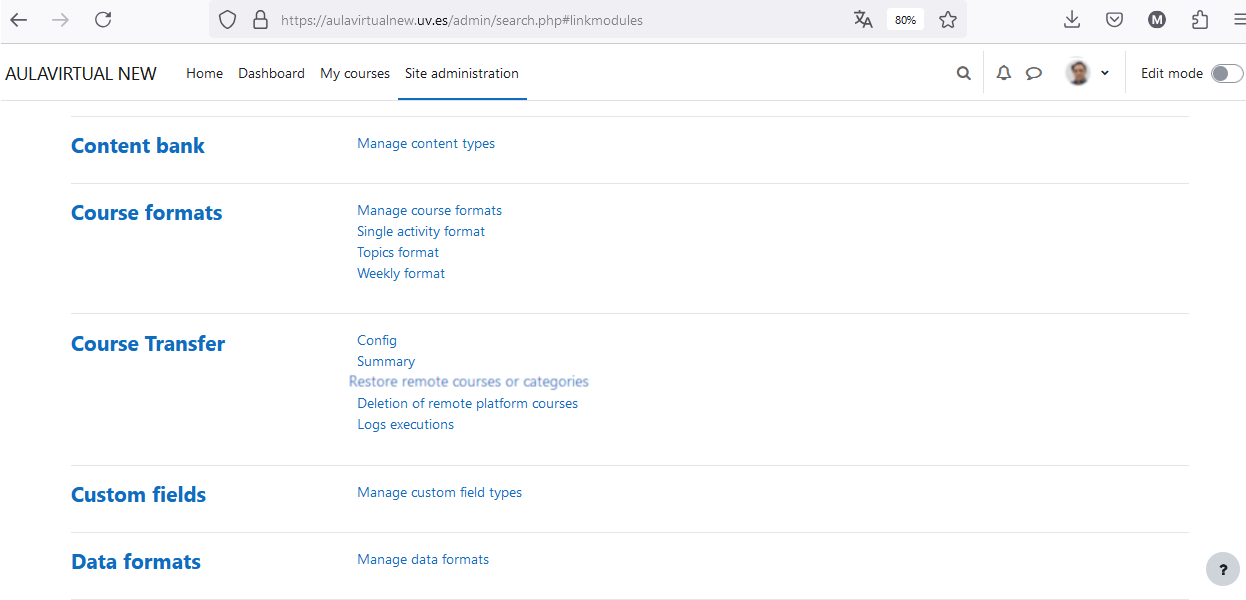 https://aulavirtualnew.uv.es/admin/search.php#linkmodules 80% M
AULAVIRTUAL NEW Home Dashboard My courses Site administration Edit mode
Content bank Manage content types
Course formats Manage course formats
Single activity format
Topics format
Weekly format
Course Transfer Config
Summary
Restore remote courses or categories
Deletion of remote platform courses
Logs executions
Custom fields Manage custom field types
Data formats Manage data formats
?